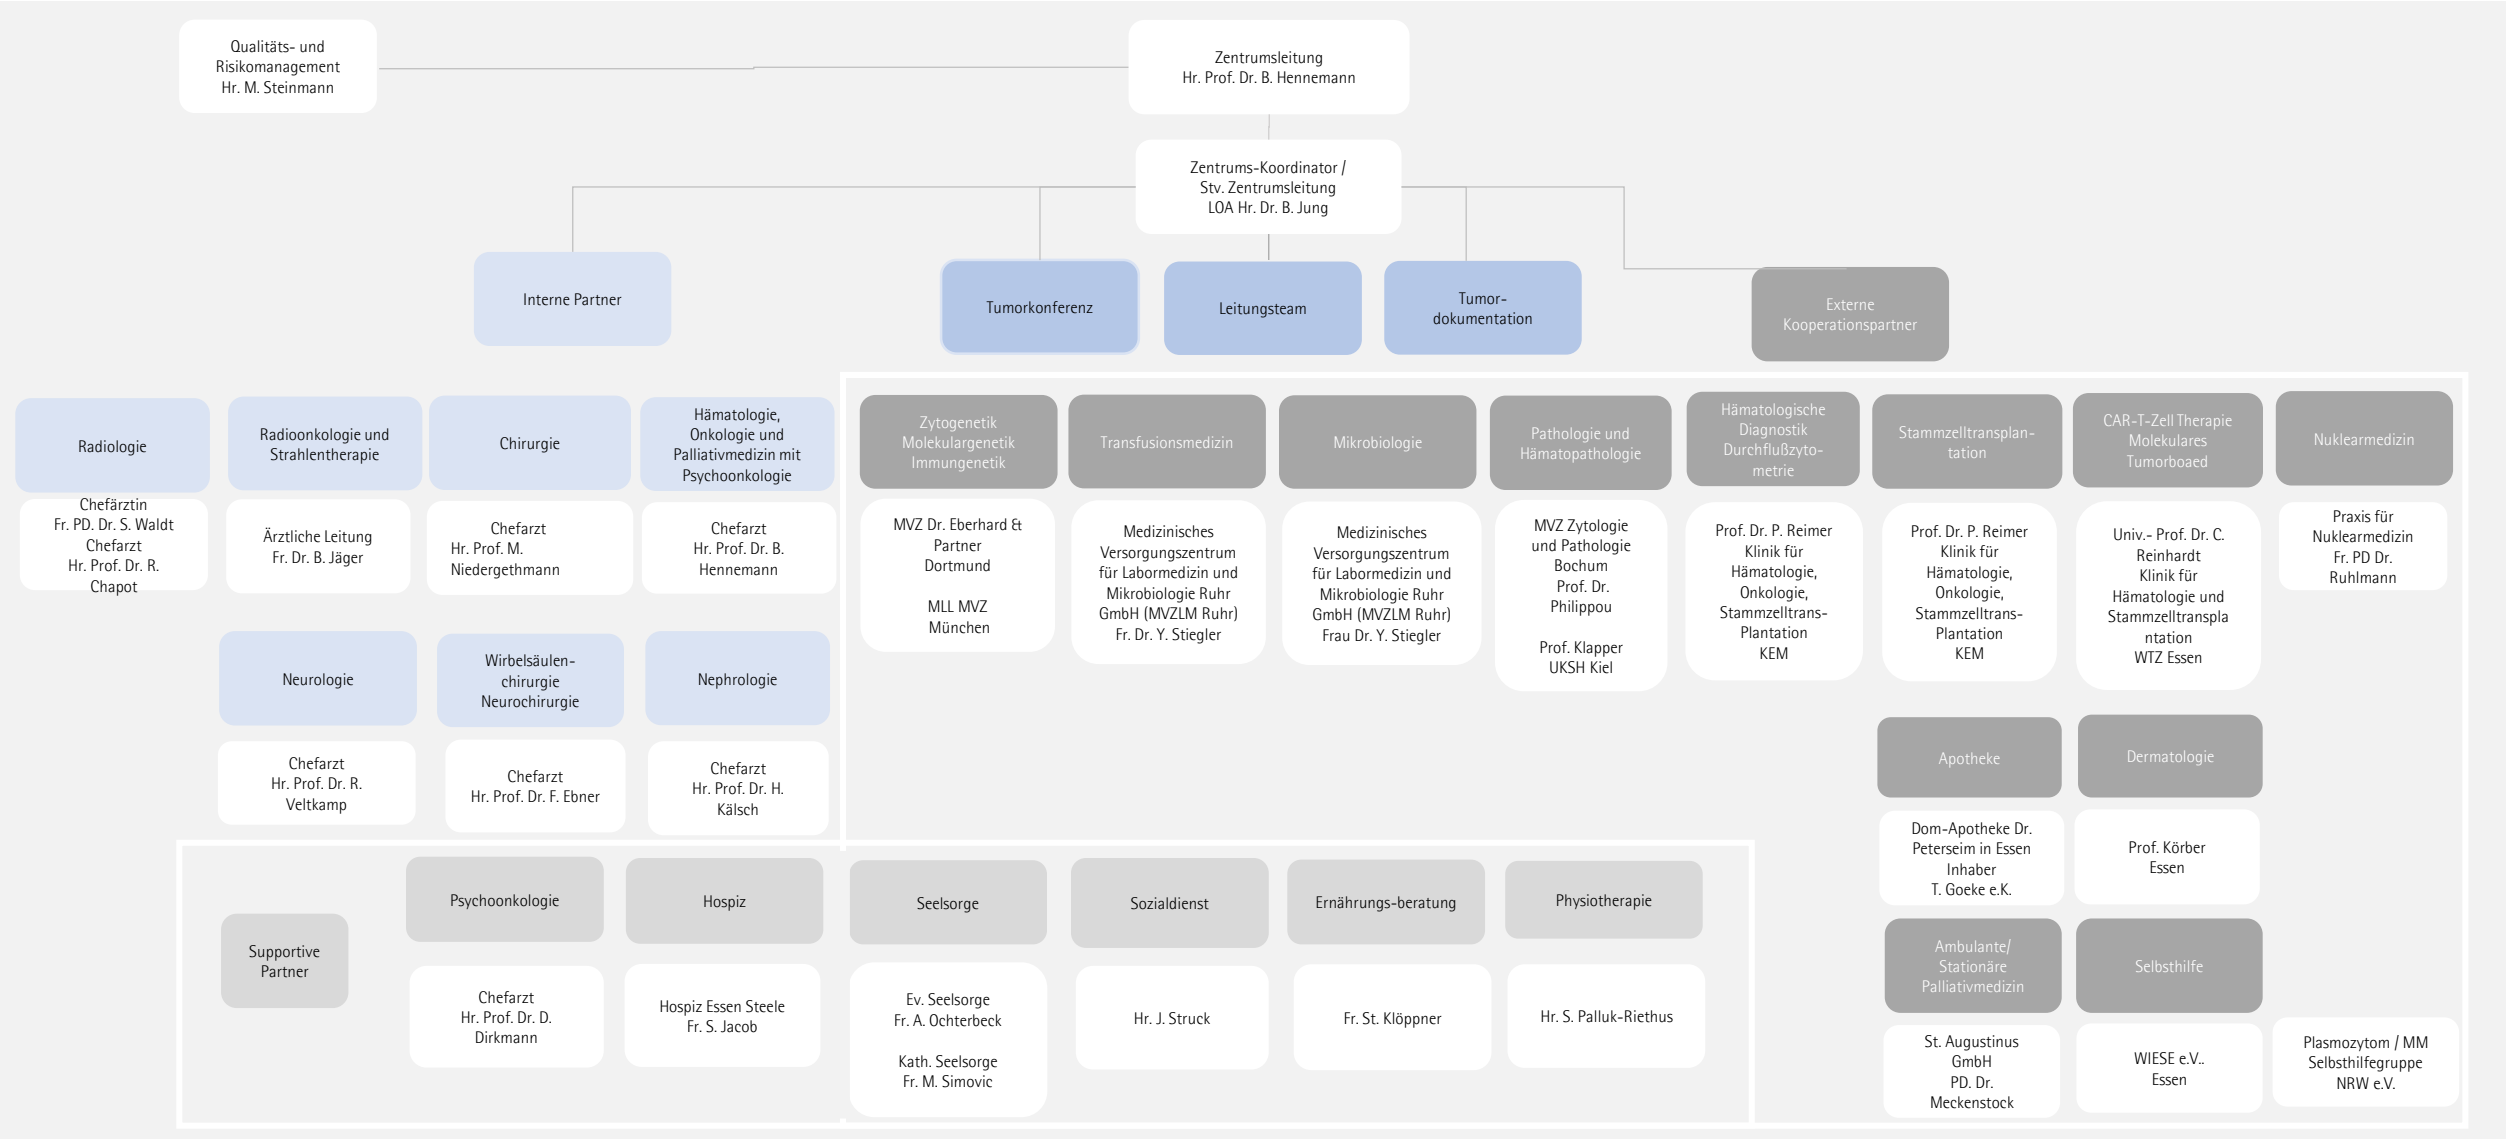 Qualitäts- und
Risikomanagement
Hr. M. Steinmann
Zentrumsleitung
Hr. Prof. Dr. B. Hennemann
Zentrums-Koordinator /
Stv. Zentrumsleitung
LOA Hr. Dr. B. Jung
Interne Partner
Tumorkonferenz
Leitungsteam
Tumor-
dokumentation
Externe
Kooperationspartner
Radiologie
Chefärztin
Fr. PD. Dr. S. Waldt
Chefarzt
Hr. Prof. Dr. R.
Chapot
Radioonkologie und
Strahlentherapie
Ärztliche Leitung
Fr. Dr. B. Jäger
Chirurgie
Chefarzt
Hr. Prof. M.
Niedergethmann
Hämatologie,
Onkologie und
Palliativmedizin mit
Psychoonkologie
Chefarzt
Hr. Prof. Dr. B.
Hennemann
Neurologie
Chefarzt
Hr. Prof. Dr. R.
Veltkamp
Wirbelsäulen-
chirurgie
Neurochirurgie
Chefarzt
Hr. Prof. Dr. F. Ebner
Nephrologie
Chefarzt
Hr. Prof. Dr. H.
Kälsch
Zytogenetik
Molekulargenetik
Immungenetik
MVZ Dr. Eberhard &
Partner
Dortmund
MLL MVZ
München
Transfusionsmedizin
Medizinisches
Versorgungszentrum
für Labormedizin und
Mikrobiologie Ruhr
GmbH (MVZLM Ruhr)
Fr. Dr. Y. Stiegler
Mikrobiologie
Medizinisches
Versorgungszentrum
für Labormedizin und
Mikrobiologie Ruhr
GmbH (MVZLM Ruhr)
Frau Dr. Y. Stiegler
Pathologie und
Hämatopathologie
MVZ Zytologie
und Pathologie
Bochum
Prof. Dr.
Philippou
Prof. Klapper
UKSH Kiel
Hämatologische
Diagnostik
Durchflußzyto-
metrie
Prof. Dr. P. Reimer
Klinik für
Hämatologie,
Onkologie,
Stammzelltrans-
Plantation
KEM
Stammzelltransplan-
tation
Prof. Dr. P. Reimer
Klinik für
Hämatologie,
Onkologie,
Stammzelltrans-
Plantation
KEM
CAR-T-Zell Therapie
Molekulares
Tumorboaed
Univ.- Prof. Dr. C.
Reinhardt
Klinik für
Hämatologie und
Stammzelltranspla
ntation
WTZ Essen
Nuklearmedizin
Praxis für
Nuklearmedizin
Fr. PD Dr.
Ruhlmann
Apotheke
Dom-Apotheke Dr.
Peterseim in Essen
Inhaber
T. Goeke e.K.
Dermatologie
Prof. Körber
Essen
Ambulante/
Stationäre
Palliativmedizin
St. Augustinus
GmbH
PD. Dr.
Meckenstock
Selbsthilfe
WIESE e.V..
Essen
Plasmozytom / MM
Selbsthilfegruppe
NRW e.V.
Supportive
Partner
Psychoonkologie
Chefarzt
Hr. Prof. Dr. D.
Dirkmann
Hospiz
Hospiz Essen Steele
Fr. S. Jacob
Seelsorge
Ev. Seelsorge
Fr. A. Ochterbeck
Kath. Seelsorge
Fr. M. Simovic
Sozialdienst
Hr. J. Struck
Ernährungs-beratung
Fr. St. Klöppner
Physiotherapie
Hr. S. Palluk-Riethus